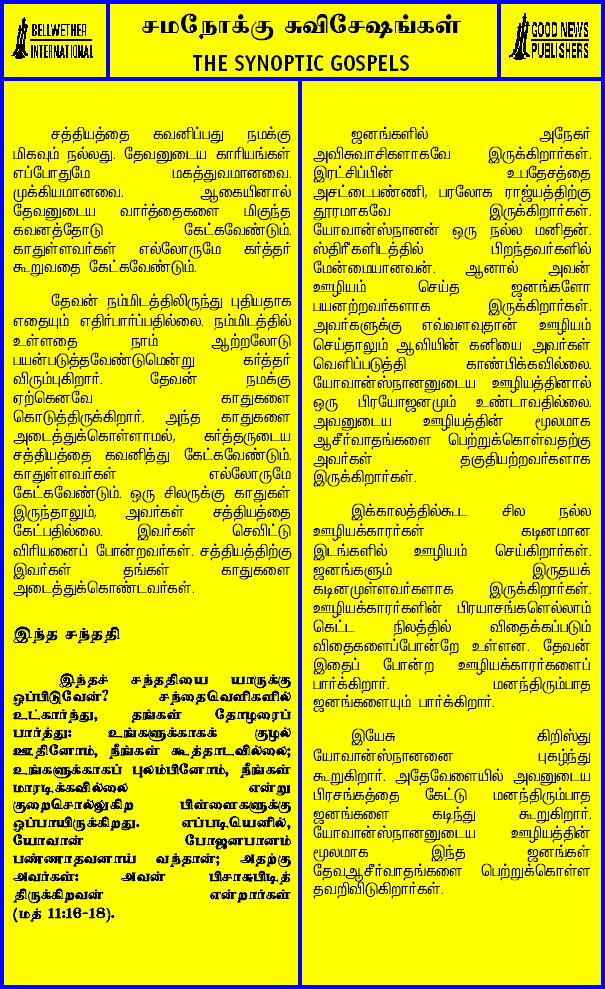 BELLWETHER
INTERNATIONAL
சமநோக்கு சுவிசேஷங்கள்
THE SYNOPTIC GOSPELS
GOOD NEWS
PUBLISHERS
சத்தியத்தை கவனிப்பது நமக்கு
மிகவும் நல்லது. தேவனுடைய காரியங்கள்
எப்போதுமே மகத்துவமானவை.
முக்கியமானவை. ஆகையினால்
தேவனுடைய வார்த்தைகளை மிகுந்த
கவனத்தோடு கேட்கவேண்டும்.
காதுள்ளவர்கள் எல்லோருமே கர்த்தர்
கூறுவதை கேட்கவேண்டும்.
தேவன் நம்மிடத்திலிருந்து புதியதாக
எதையும் எதிர்பார்ப்பதில்லை. நம்மிடத்தில்
உள்ளதை நாம் ஆற்றலோடு
பயன்படுத்தவேண்டுமென்று கர்த்தர்
விரும்புகிறார். தேவன் நமக்கு
ஏற்கெனவே காதுகளை
கொடுத்திருக்கிறார். அந்த காதுகளை
அடைத்துக்கொள்ளாமல், கர்த்தருடைய
சத்தியத்தை கவனித்து கேட்கவேண்டும்.
காதுள்ளவர்கள் எல்லோருமே
கேட்கவேண்டும். ஒரு சிலருக்கு காதுகள்
இருந்தாலும், அவர்கள் சத்தியத்தை
கேட்பதில்லை. இவர்கள் செவிட்டு
விரியனைப் போன்றவர்கள். சத்தியத்திற்கு
இவர்கள் தங்கள் காதுகளை
அடைத்துக்கொண்டவர்கள்.
இந்த சந்ததி
இந்தச் சந்ததியை யாருக்கு
ஒப்பிடுவேன்? சந்தைவெளிகளில்
உட்கார்ந்து, தங்கள் தோழரைப்
பார்த்து: உங்களுக்காகக் குழல்
ஊதினோம், நீங்கள் கூத்தாடவில்லை;
உங்களுக்காகப் புலம்பினோம், நீங்கள்
மாரடிக்கவில்லை என்று
குறைசொல்லுகிற பிள்ளைகளுக்கு
ஒப்பாயிருக்கிறது. எப்படியெனில்,
யோவான் போஜனபானம்
பண்ணாதவனாய் வந்தான்; அதற்கு
அவர்கள்: அவன் பிசாசுபிடித்
திருக்கிறவன் என்றார்கள்
(மத் 11:16-18).
ஜனங்களில் அநேகர்
அவிசுவாசிகளாகவே இருக்கிறார்கள்.
இரட்சிப்பின் உபதேசத்தை
அசட்டைபண்ணி, பரலோக ராஜ்யத்திற்கு
தூரமாகவே இருக்கிறார்கள்.
யோவான்ஸ்நானன் ஒரு நல்ல மனிதன்.
ஸ்திரீகளிடத்தில் பிறந்தவர்களில்
மேன்மையானவன். ஆனால் அவன்
ஊழியம் செய்த ஜனங்களோ
பயனற்றவர்களாக இருக்கிறார்கள்.
அவர்களுக்கு எவ்வளவுதான் ஊழியம்
செய்தாலும் ஆவியின் கனியை அவர்கள்
வெளிப்படுத்தி காண்பிக்கவில்லை.
யோவான்ஸ்நானனுடைய ஊழியத்தினால்
ஒரு பிரயோஜனமும் உண்டாவதில்லை.
அவனுடைய ஊழியத்தின் மூலமாக
ஆசீர்வாதங்களை பெற்றுக்கொள்வதற்கு
அவர்கள் தகுதியற்றவர்களாக
இருக்கிறார்கள்.
இக்காலத்தில்கூட சில நல்ல
ஊழியக்காரர்கள் கடினமான
இடங்களில் ஊழியம் செய்கிறார்கள்.
ஜனங்களும் இருதயக்
கடினமுள்ளவர்களாக இருக்கிறார்கள்.
ஊழியக்காரர்களின் பிரயாசங்களெல்லாம்
கெட்ட நிலத்தில் விதைக்கப்படும்
விதைகளைப்போன்றே உள்ளன. தேவன்
இதைப் போன்ற ஊழியக்காரர்களைப்
பார்க்கிறார். மனந்திரும்பாத
ஜனங்களையும் பார்க்கிறார்.
இயேசு கிறிஸ்து
யோவான்ஸ்நானனை புகழ்ந்து
கூறுகிறார். அதேவேளையில் அவனுடைய
பிரசங்கத்தை கேட்டு மனந்திரும்பாத
ஜனங்களை கடிந்து கூறுகிறார்.
யோவான்ஸ்நானனுடைய ஊழியத்தின்
மூலமாக இந்த ஜனங்கள்
தேவஆசீர்வாதங்களை பெற்றுக்கொள்ள
தவறிவிடுகிறார்கள்.